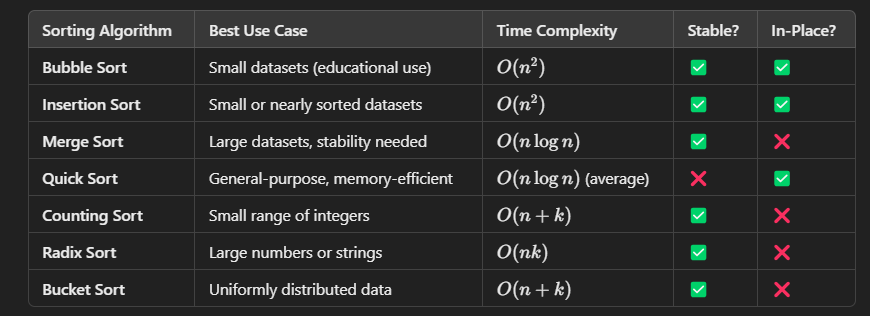 Sorting Algorithm Best Use Case Time Complexity Stable? In-Place?
Bubble Sort Small datasets (educational use) O(n²) ✅ ✅
Insertion Sort Small or nearly sorted datasets O(n²) ✅ ✅
Merge Sort Large datasets, stability needed O(n log n) ✅ ❌
Quick Sort General-purpose, memory-efficient O(n log n) (average) ❌ ✅
Counting Sort Small range of integers O(n + k) ✅ ❌
Radix Sort Large numbers or strings O(nk) ✅ ❌
Bucket Sort Uniformly distributed data O(n + k) ✅ ❌